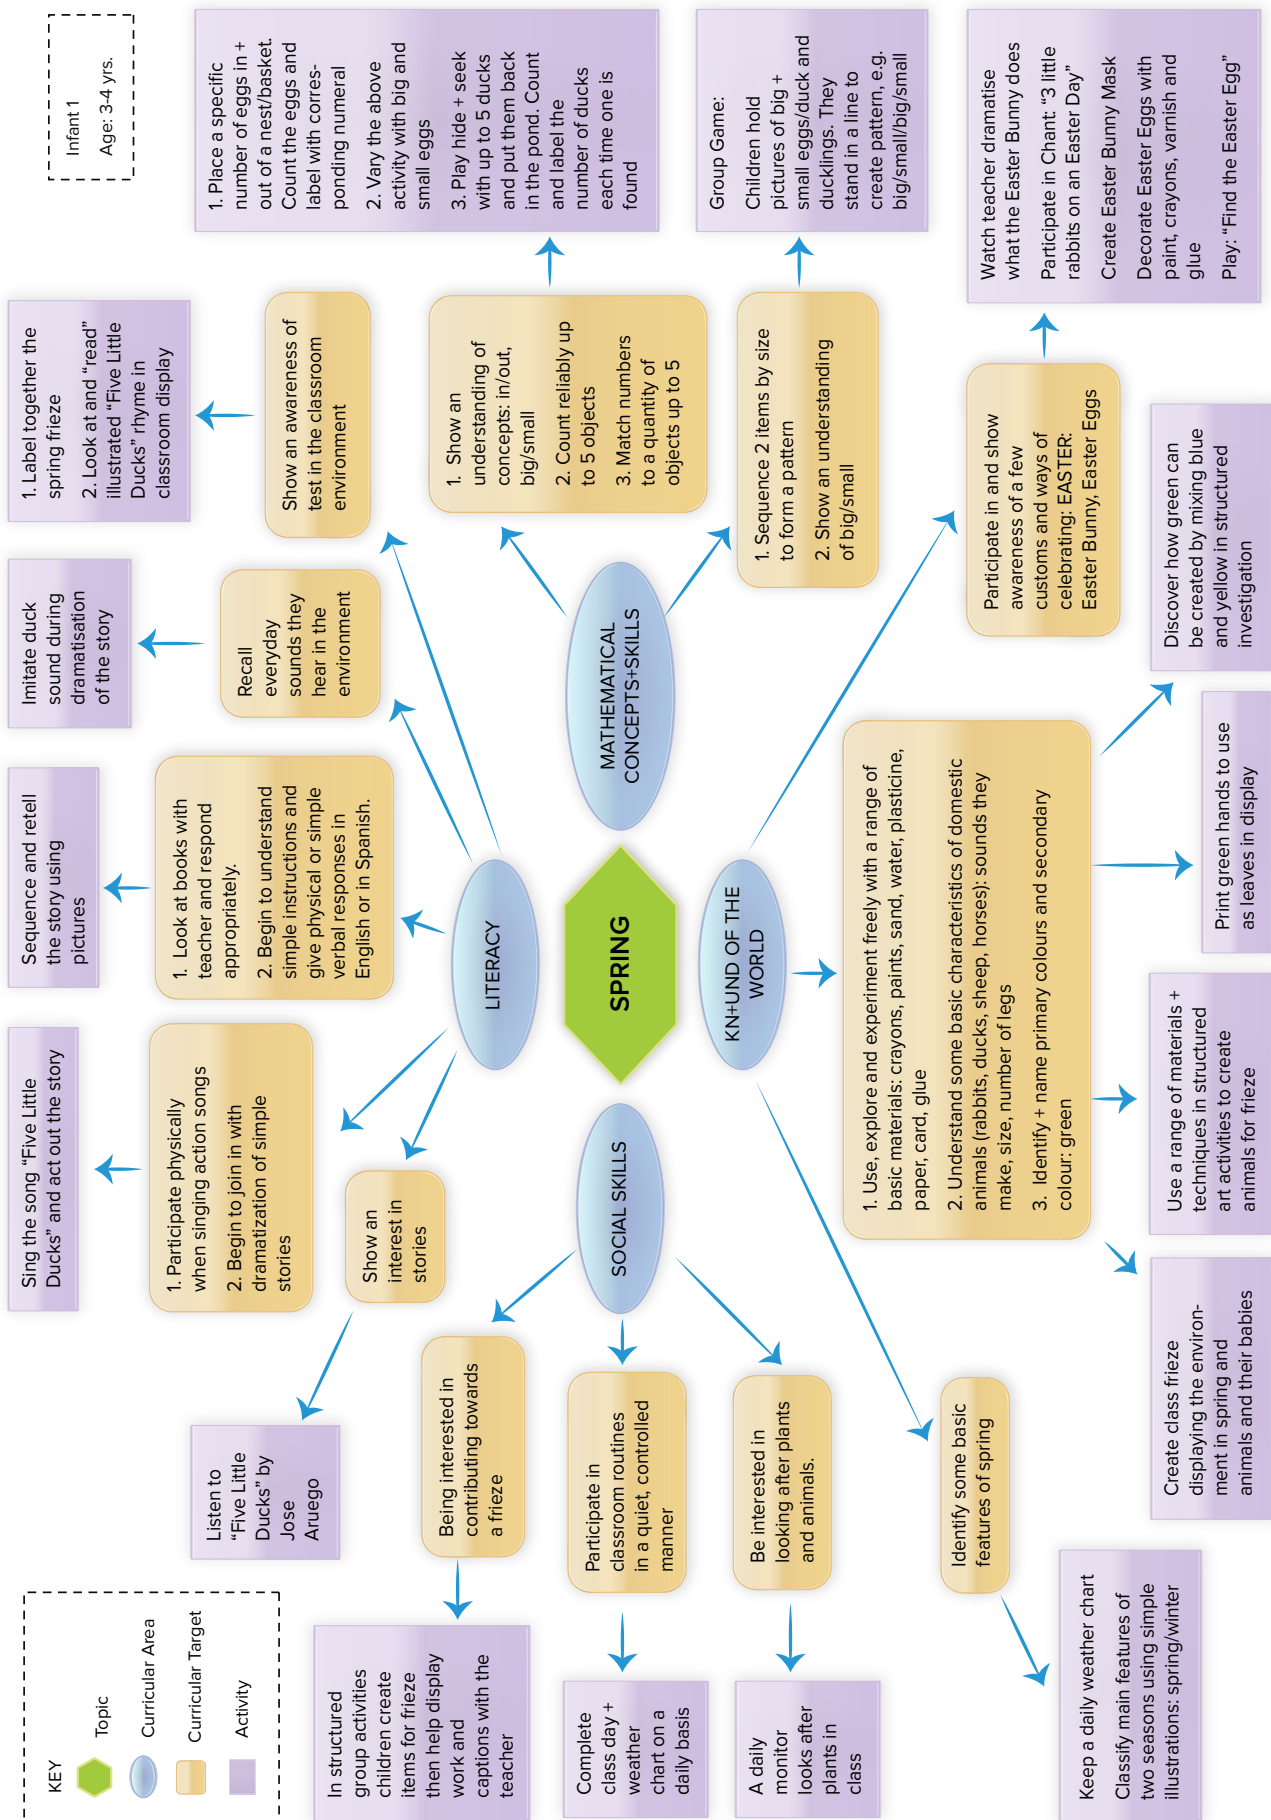 KEY
Topic
Curricular Area
Curricular Target
Activity
Infant 1
Age: 3-4 yrs.
SPRING
LITERACY
Show an
interest in
stories
Listen to
“Five Little
Ducks” by
Jose
Aruego
1. Participate physically
when singing action songs
2. Begin to join in with
dramatization of simple
stories
Sing the song “Five Little
Ducks” and act out the story
1. Look at books with
teacher and respond
appropriately.
2. Begin to understand
simple instructions and
give physical or simple
verbal responses in
English or in Spanish.
Sequence and retell
the story using
pictures
Recall
everyday
sounds they
hear in the
environment
Imitate duck
sound during
dramatisation
of the story
Show an awareness of
test in the classroom
environment
1. Label together the
spring frieze
2. Look at and “read”
illustrated “Five Little
Ducks” rhyme in
classroom display
MATHEMATICAL
CONCEPTS+SKILLS
1. Show an
understanding of
concepts: in/out,
big/small
2. Count reliably up
to 5 objects
3. Match numbers
to a quantity of
objects up to 5
1. Place a specific
number of eggs in +
out of a nest/basket.
Count the eggs and
label with corres-
ponding numeral
2. Vary the above
activity with big and
small eggs
3. Play hide + seek
with up to 5 ducks
and put them back
in the pond. Count
and label the
number of ducks
each time one is
found
1. Sequence 2 items by size
to form a pattern
2. Show an understanding
of big/small
Group Game:
Children hold
pictures of big +
small eggs/duck and
ducklings. They
stand in a line to
create pattern, e.g.
big/small/big/small
SOCIAL SKILLS
Being interested in
contributing towards
a frieze
In structured
group activities
children create
items for frieze
then help display
work and
captions with the
teacher
Participate in
classroom routines
in a quiet, controlled
manner
Complete
class day +
weather
chart on a
daily basis
Be interested in
looking after plants
and animals.
A daily
monitor
looks after
plants in
class
KN+UND OF THE
WORLD
Identify some basic
features of spring
Keep a daily weather chart
Classify main features of
two seasons using simple
illustrations: spring/winter
1. Use, explore and experiment freely with a range of
basic materials: crayons, paints, sand, water, plasticine,
paper, card, glue
2. Understand some basic characteristics of domestic
animals (rabbits, ducks, sheep, horses): sounds they
make, size, number of legs
3. Identify + name primary colours and secondary
colour: green
Create class frieze
displaying the environ-
ment in spring and
animals and their babies
Use a range of materials +
techniques in structured
art activities to create
animals for frieze
Print green hands to use
as leaves in display
Discover how green can
be created by mixing blue
and yellow in structured
investigation
Participate in and show
awareness of a few
customs and ways of
celebrating: EASTER:
Easter Bunny, Easter Eggs
Watch teacher dramatise
what the Easter Bunny does
Participate in Chant: “3 little
rabbits on an Easter Day”
Create Easter Bunny Mask
Decorate Easter Eggs with
paint, crayons, varnish and
glue
Play: “Find the Easter Egg”